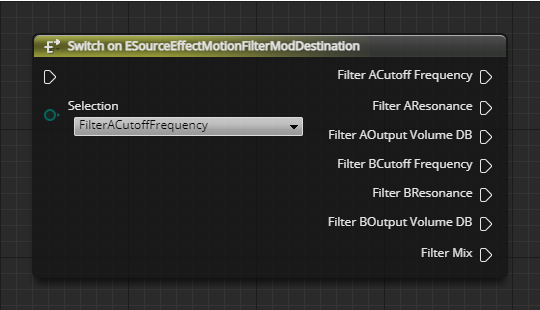 Switch on ESourceEffectMotionFilterModDestination
Filter ACutoff Frequency
Selection
FilterACutoffFrequency
Filter AResonance
Filter AOutput Volume DB
Filter BCutoff Frequency
Filter BResonance
Filter BOutput Volume DB
Filter Mix